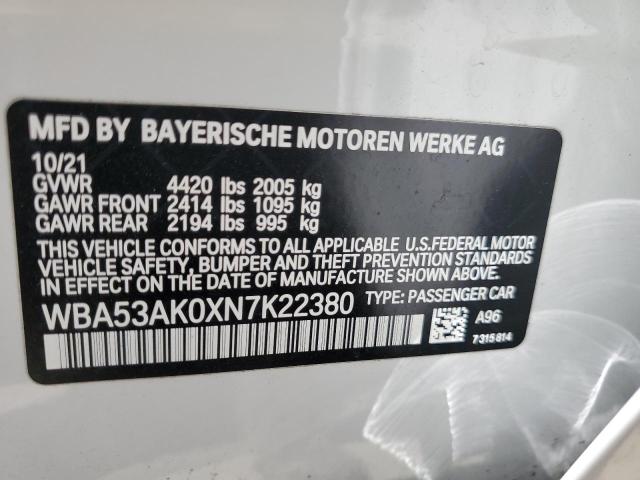 MFD BY BAYERISCHE MOTOREN WERKE AG
10/21
GVWR 4420 lbs 2005 kg
GAWR FRONT 2414 lbs 1095 kg
GAWR REAR 2194 lbs 995 kg
THIS VEHICLE CONFORMS TO ALL APPLICABLE U.S.FEDERAL MOTOR
VEHICLE SAFETY, BUMPER AND THEFT PREVENTION STANDARDS
IN EFFECT ON THE DATE OF MANUFACTURE SHOWN ABOVE.
WBA53AK0XN7K22380 TYPE: PASSENGER CAR
A96
7315814